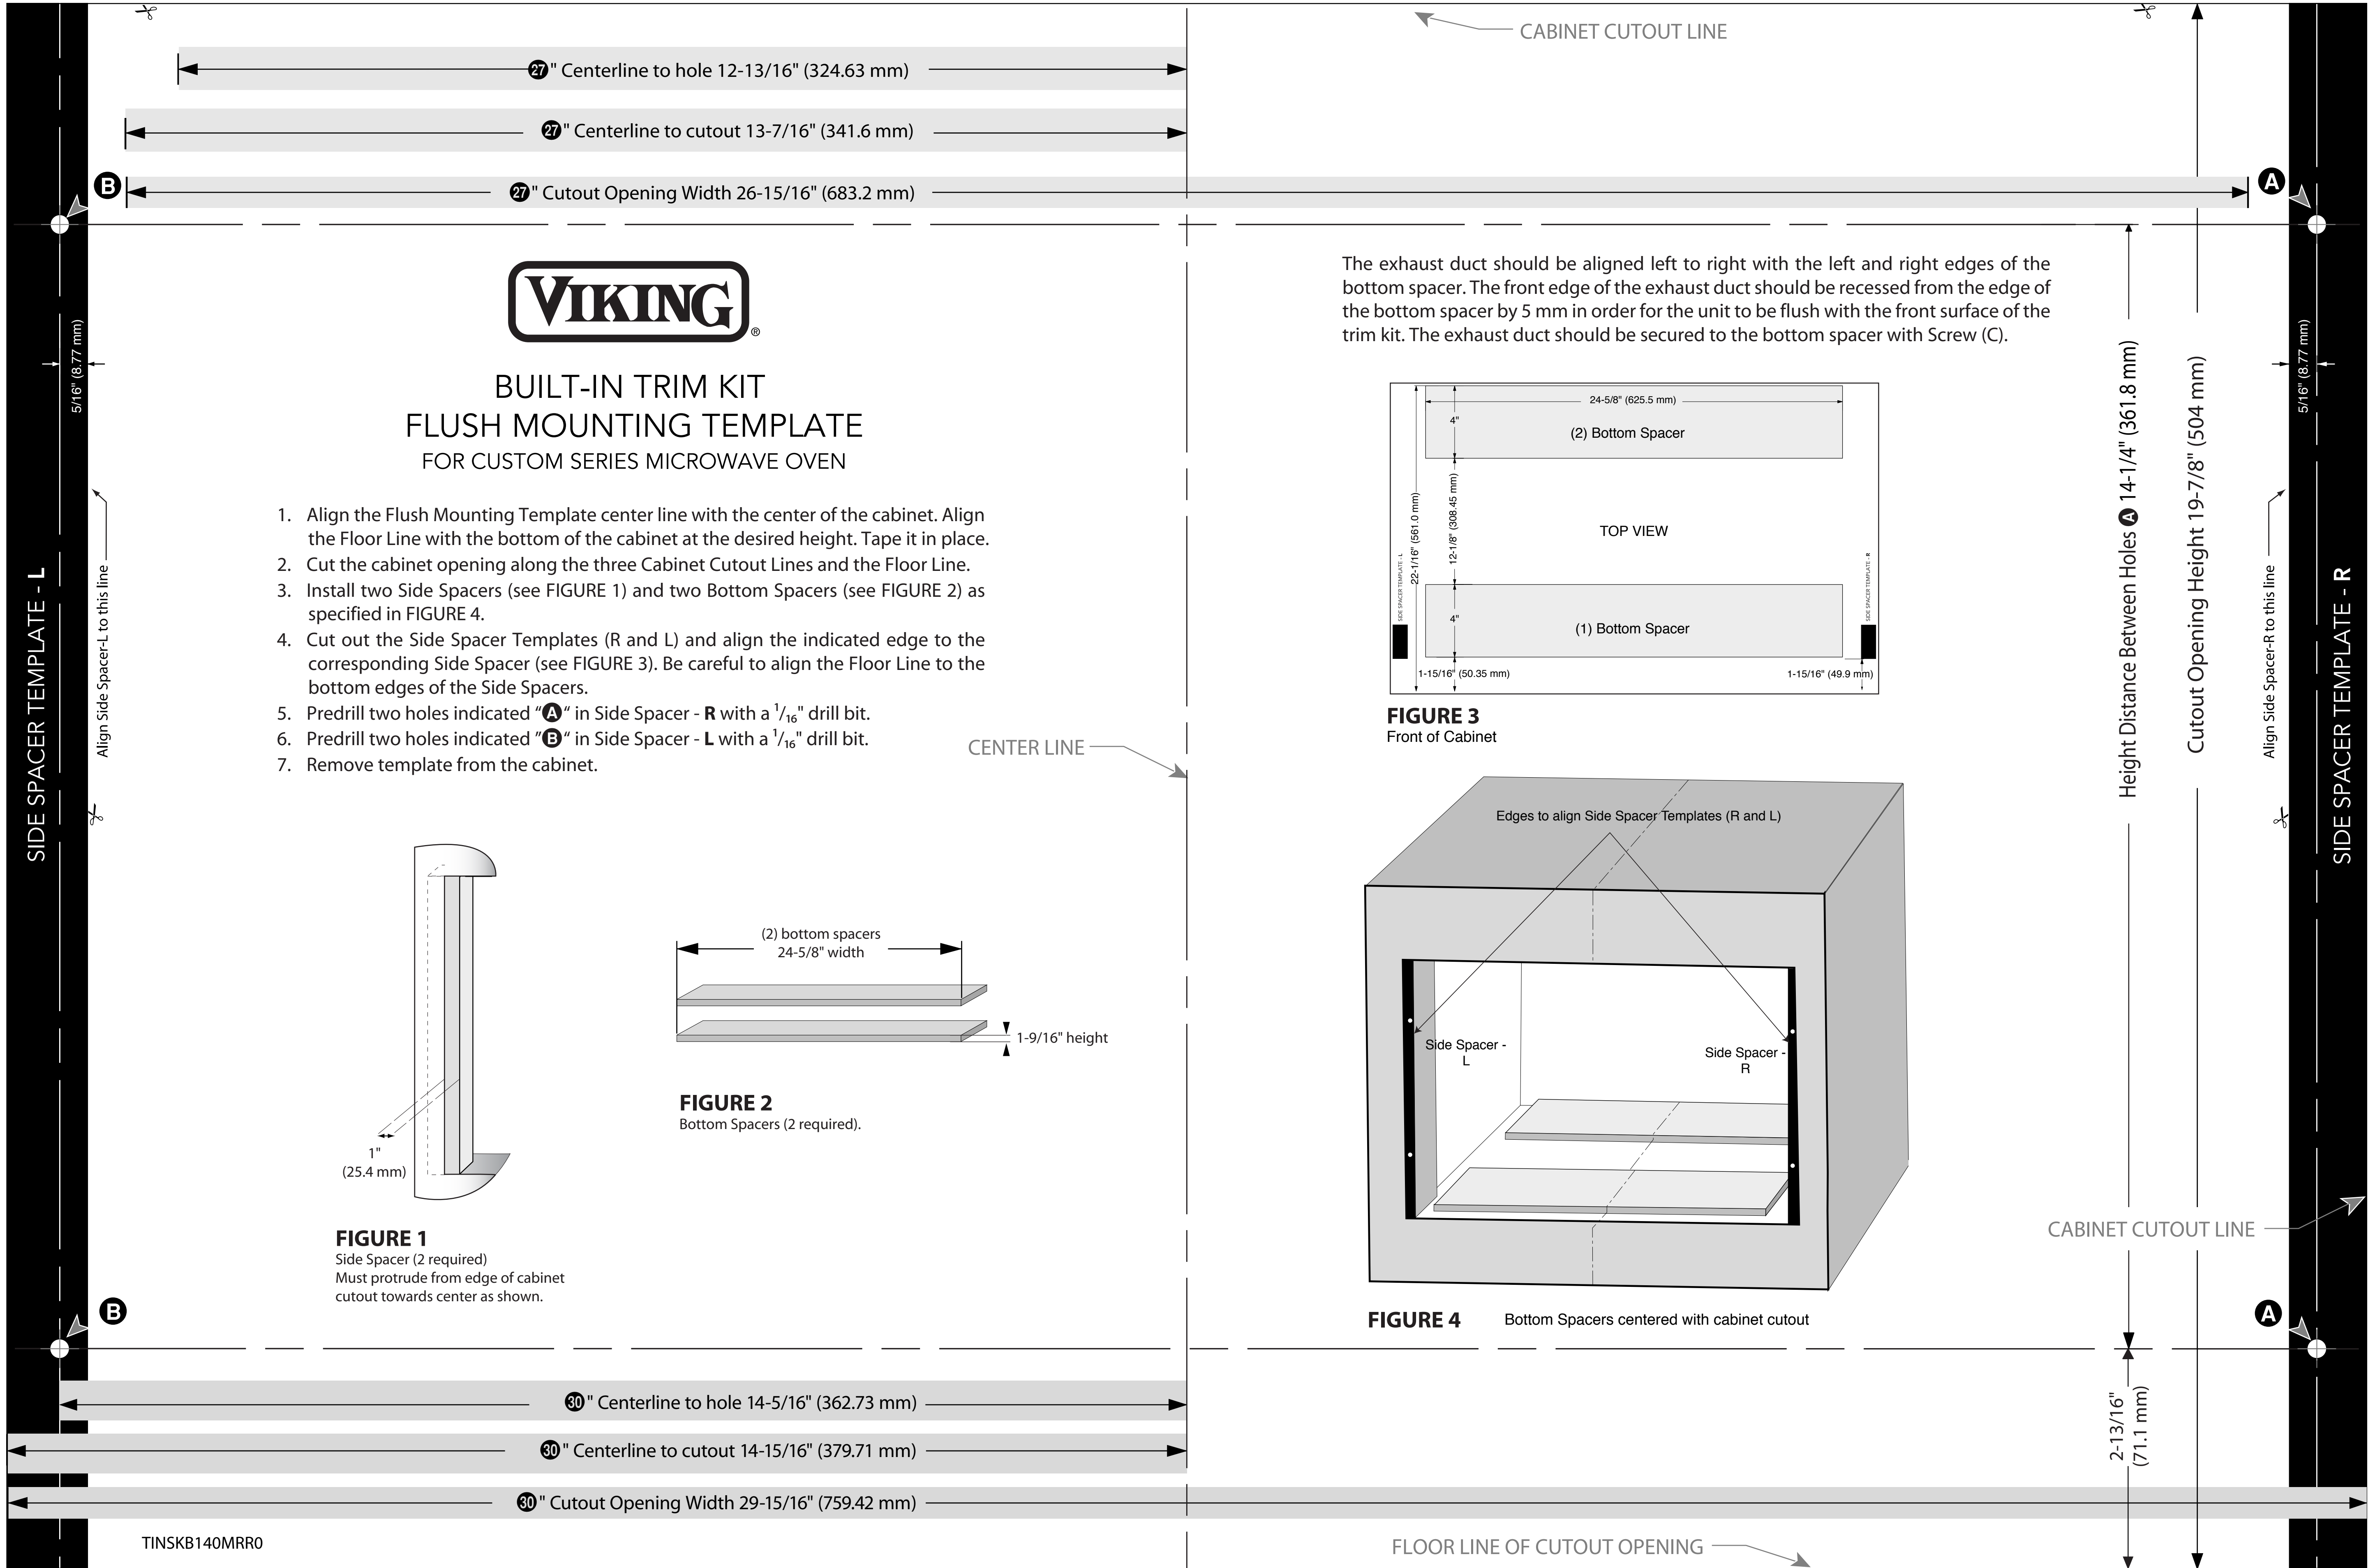 CABINET CUTOUT LINE
27" Centerline to hole 12-13/16" (324.63 mm)
27" Centerline to cutout 13-7/16" (341.6 mm)
27" Cutout Opening Width 26-15/16" (683.2 mm)
B
A
VIKING®
BUILT-IN TRIM KIT
FLUSH MOUNTING TEMPLATE
FOR CUSTOM SERIES MICROWAVE OVEN
1. Align the Flush Mounting Template center line with the center of the cabinet. Align
the Floor Line with the bottom of the cabinet at the desired height. Tape it in place.
2. Cut the cabinet opening along the three Cabinet Cutout Lines and the Floor Line.
3. Install two Side Spacers (see FIGURE 1) and two Bottom Spacers (see FIGURE 2) as
specified in FIGURE 4.
4. Cut out the Side Spacer Templates (R and L) and align the indicated edge to the
corresponding Side Spacer (see FIGURE 3). Be careful to align the Floor Line to the
bottom edges of the Side Spacers.
5. Predrill two holes indicated “A“ in Side Spacer - R with a 1/16" drill bit.
6. Predrill two holes indicated “B“ in Side Spacer - L with a 1/16" drill bit.
7. Remove template from the cabinet.
5/16" (8.77 mm)
Align Side Spacer-L to this line
SIDE SPACER TEMPLATE - L
CENTER LINE
1"
(25.4 mm)
FIGURE 1
Side Spacer (2 required)
Must protrude from edge of cabinet
cutout towards center as shown.
(2) bottom spacers
24-5/8" width
1-9/16" height
FIGURE 2
Bottom Spacers (2 required).
The exhaust duct should be aligned left to right with the left and right edges of the
bottom spacer. The front edge of the exhaust duct should be recessed from the edge of
the bottom spacer by 5 mm in order for the unit to be flush with the front surface of the
trim kit. The exhaust duct should be secured to the bottom spacer with Screw (C).
24-5/8" (625.5 mm)
4"
(2) Bottom Spacer
22-1/16" (561.0 mm)
12-1/8" (308.45 mm)
TOP VIEW
SIDE SPACER TEMPLATE - L
SIDE SPACER TEMPLATE - R
4"
(1) Bottom Spacer
1-15/16" (50.35 mm)
1-15/16" (49.9 mm)
FIGURE 3
Front of Cabinet
Edges to align Side Spacer Templates (R and L)
Side Spacer -
L
Side Spacer -
R
FIGURE 4
Bottom Spacers centered with cabinet cutout
Height Distance Between Holes A 14-1/4" (361.8 mm)
Cutout Opening Height 19-7/8" (504 mm)
5/16" (8.77 mm)
Align Side Spacer-R to this line
SIDE SPACER TEMPLATE - R
CABINET CUTOUT LINE
B
A
2-13/16"
(71.1 mm)
30" Centerline to hole 14-5/16" (362.73 mm)
30" Centerline to cutout 14-15/16" (379.71 mm)
30" Cutout Opening Width 29-15/16" (759.42 mm)
TINSKB140MRR0
FLOOR LINE OF CUTOUT OPENING